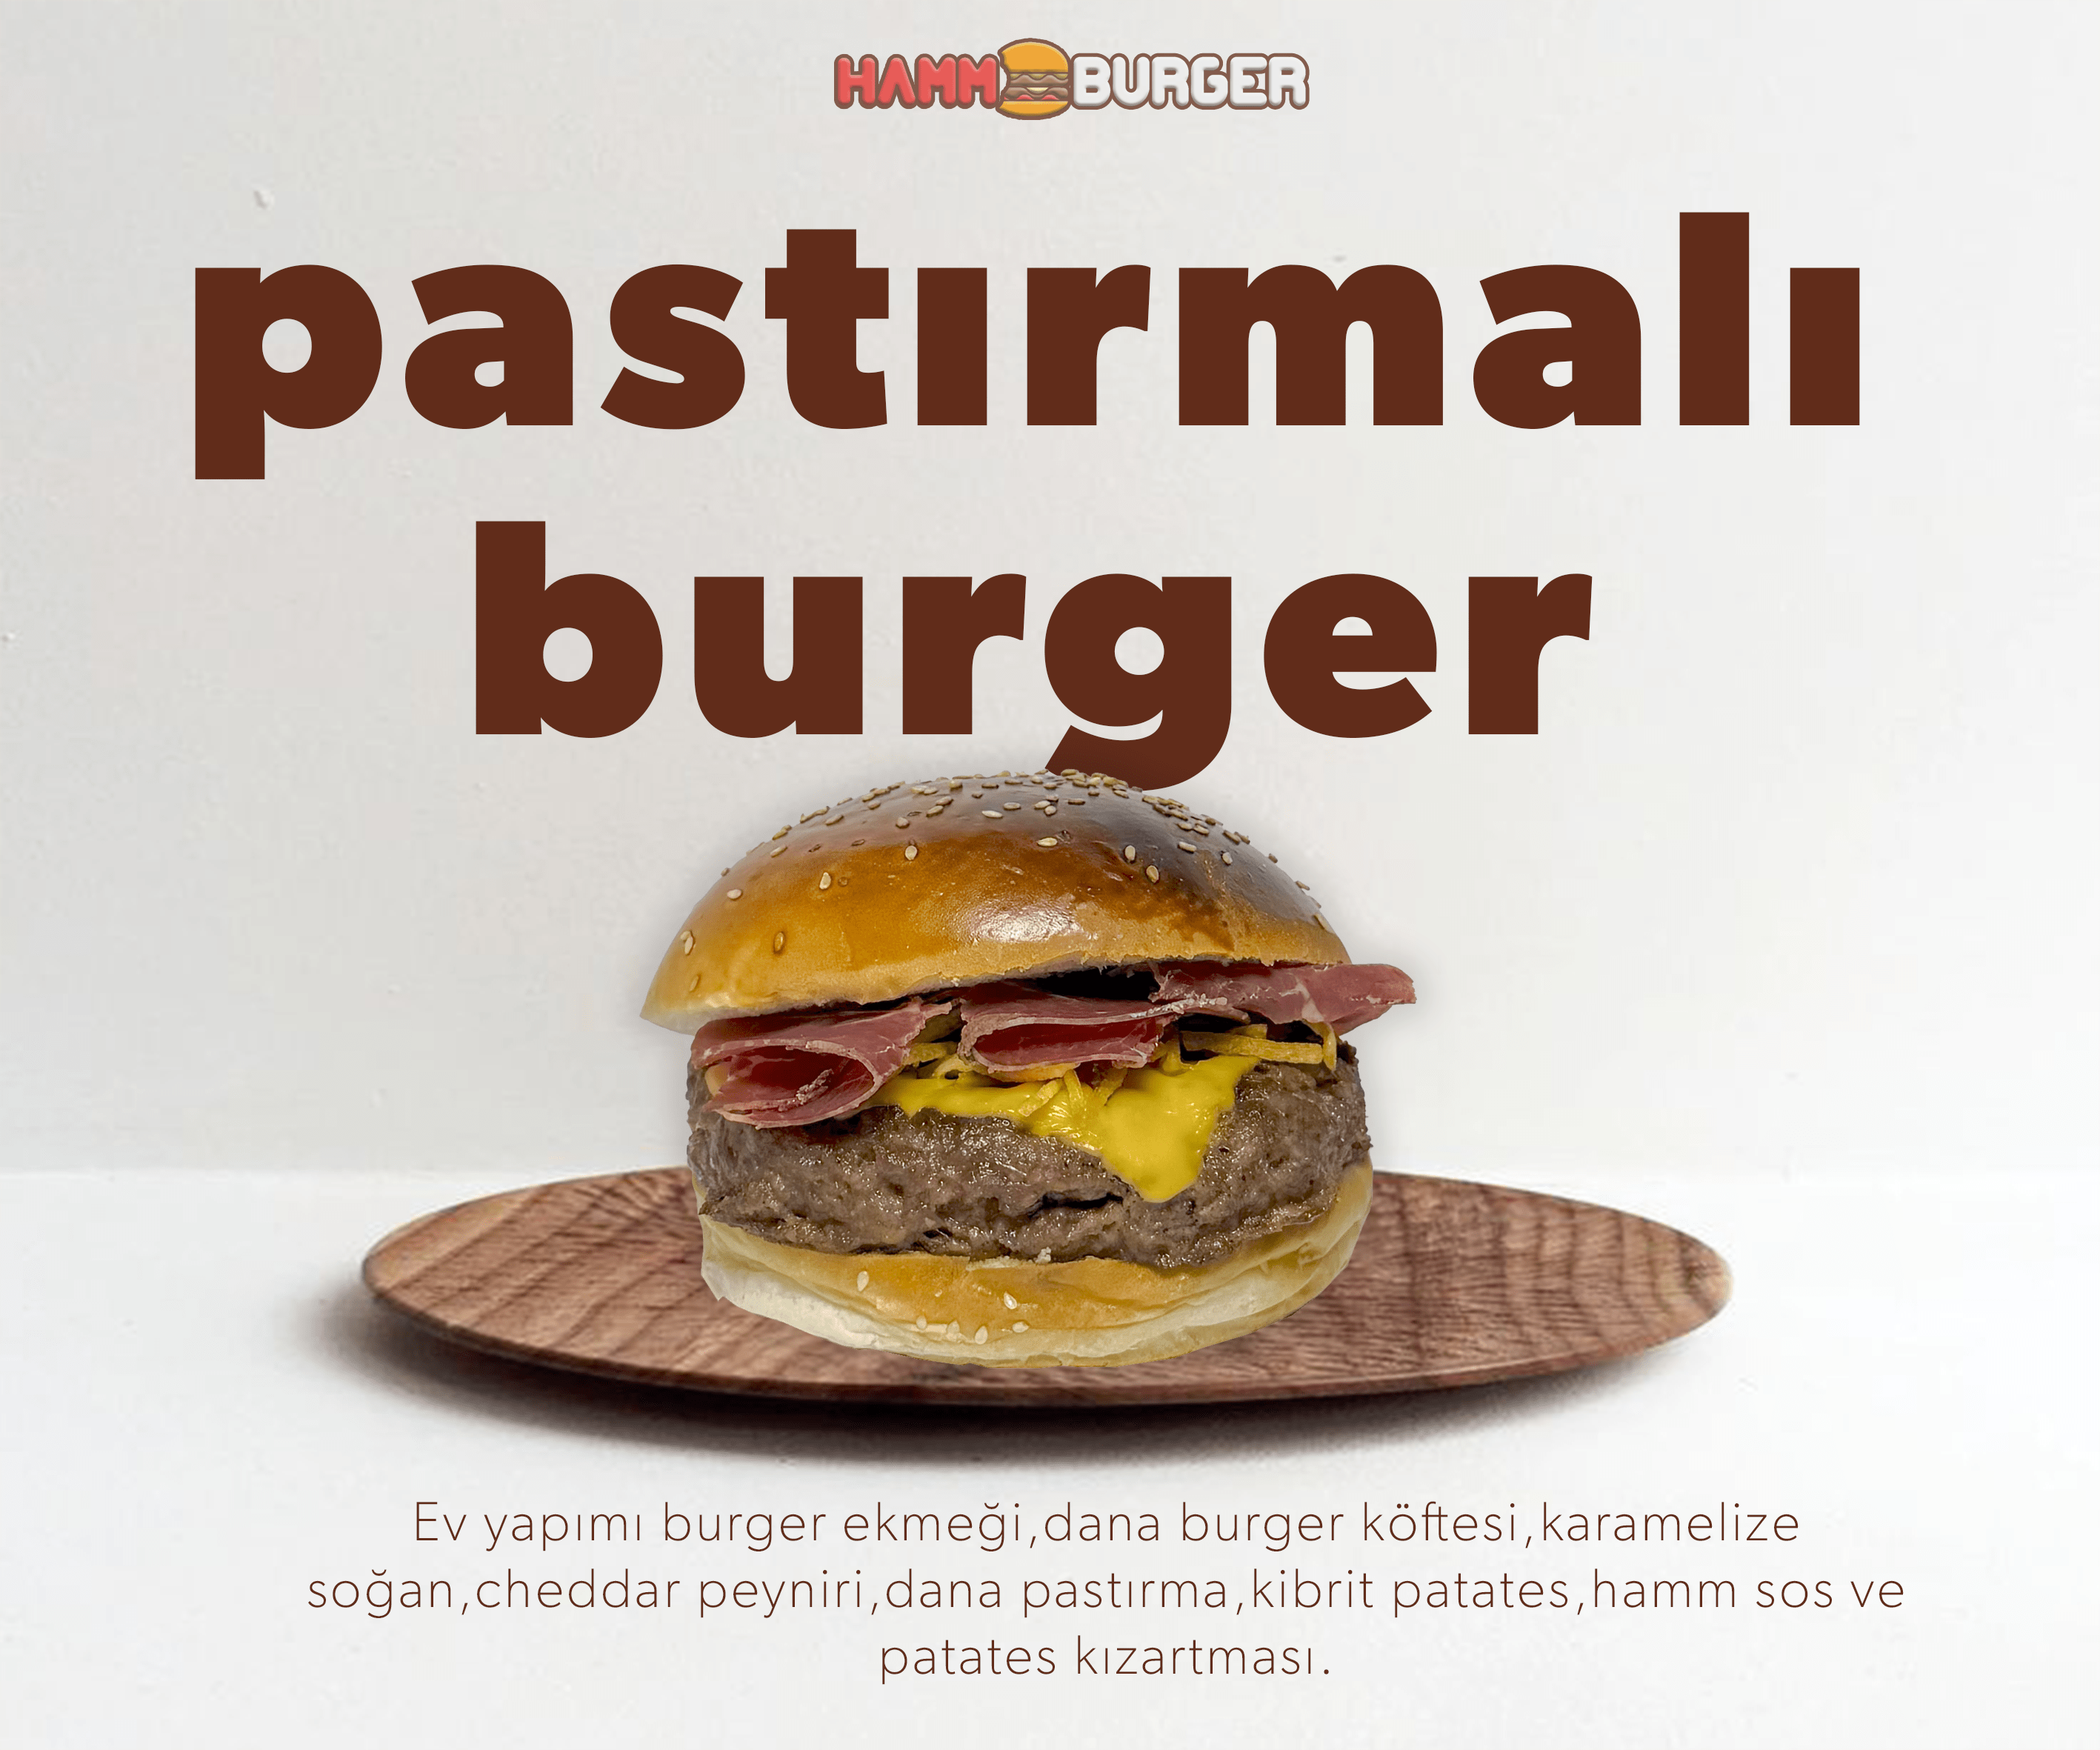 HAMM BURGER
pastırmalı
burger
Ev yapımı burger ekmeği,dana burger köftesi,karamelize
soğan,cheddar peyniri,dana pastırma,kibrit patates,hamm sos ve
patates kızartması.